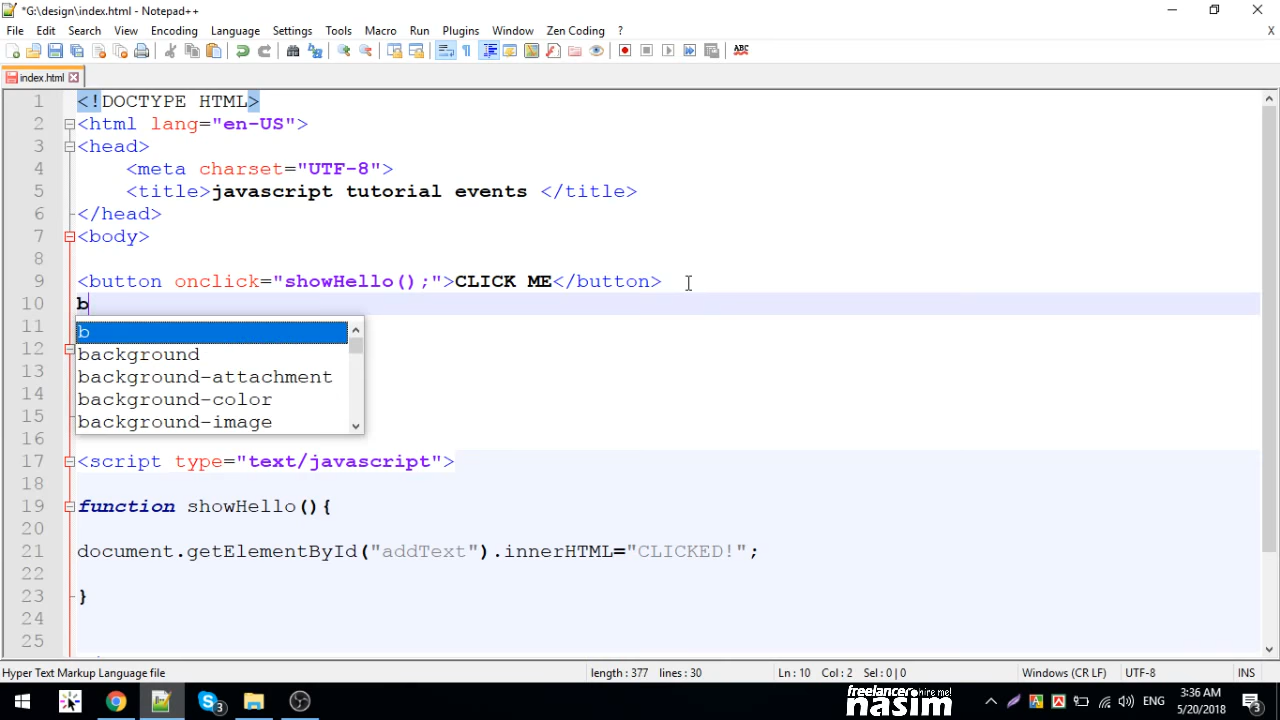 *G:\design\index.html - Notepad++
File Edit Search View Encoding Language Settings Tools Macro Run Plugins Window Zen Coding ?
X
ABC
index.html
1 <!DOCTYPE HTML>
2 <html lang="en-US">
3 <head>
4 <meta charset="UTF-8">
5 <title>javascript tutorial events </title>
6 </head>
7 <body>
8
9 <button onclick="showHello();">CLICK ME</button>
10 b
11
12
13
14
15
16
b
background
background-attachment
background-color
background-image
17 <script type="text/javascript">
18
19 function showHello(){
20
21 document.getElementById("addText").innerHTML="CLICKED!";
22
23 }
24
25
Hyper Text Markup Language file length : 377 lines : 30 Ln : 10 Col : 2 Sel : 0 | 0 Windows (CR LF) UTF-8 INS
3
freelancer hire me!
nasim
ENG
3:36 AM
5/20/2018
3